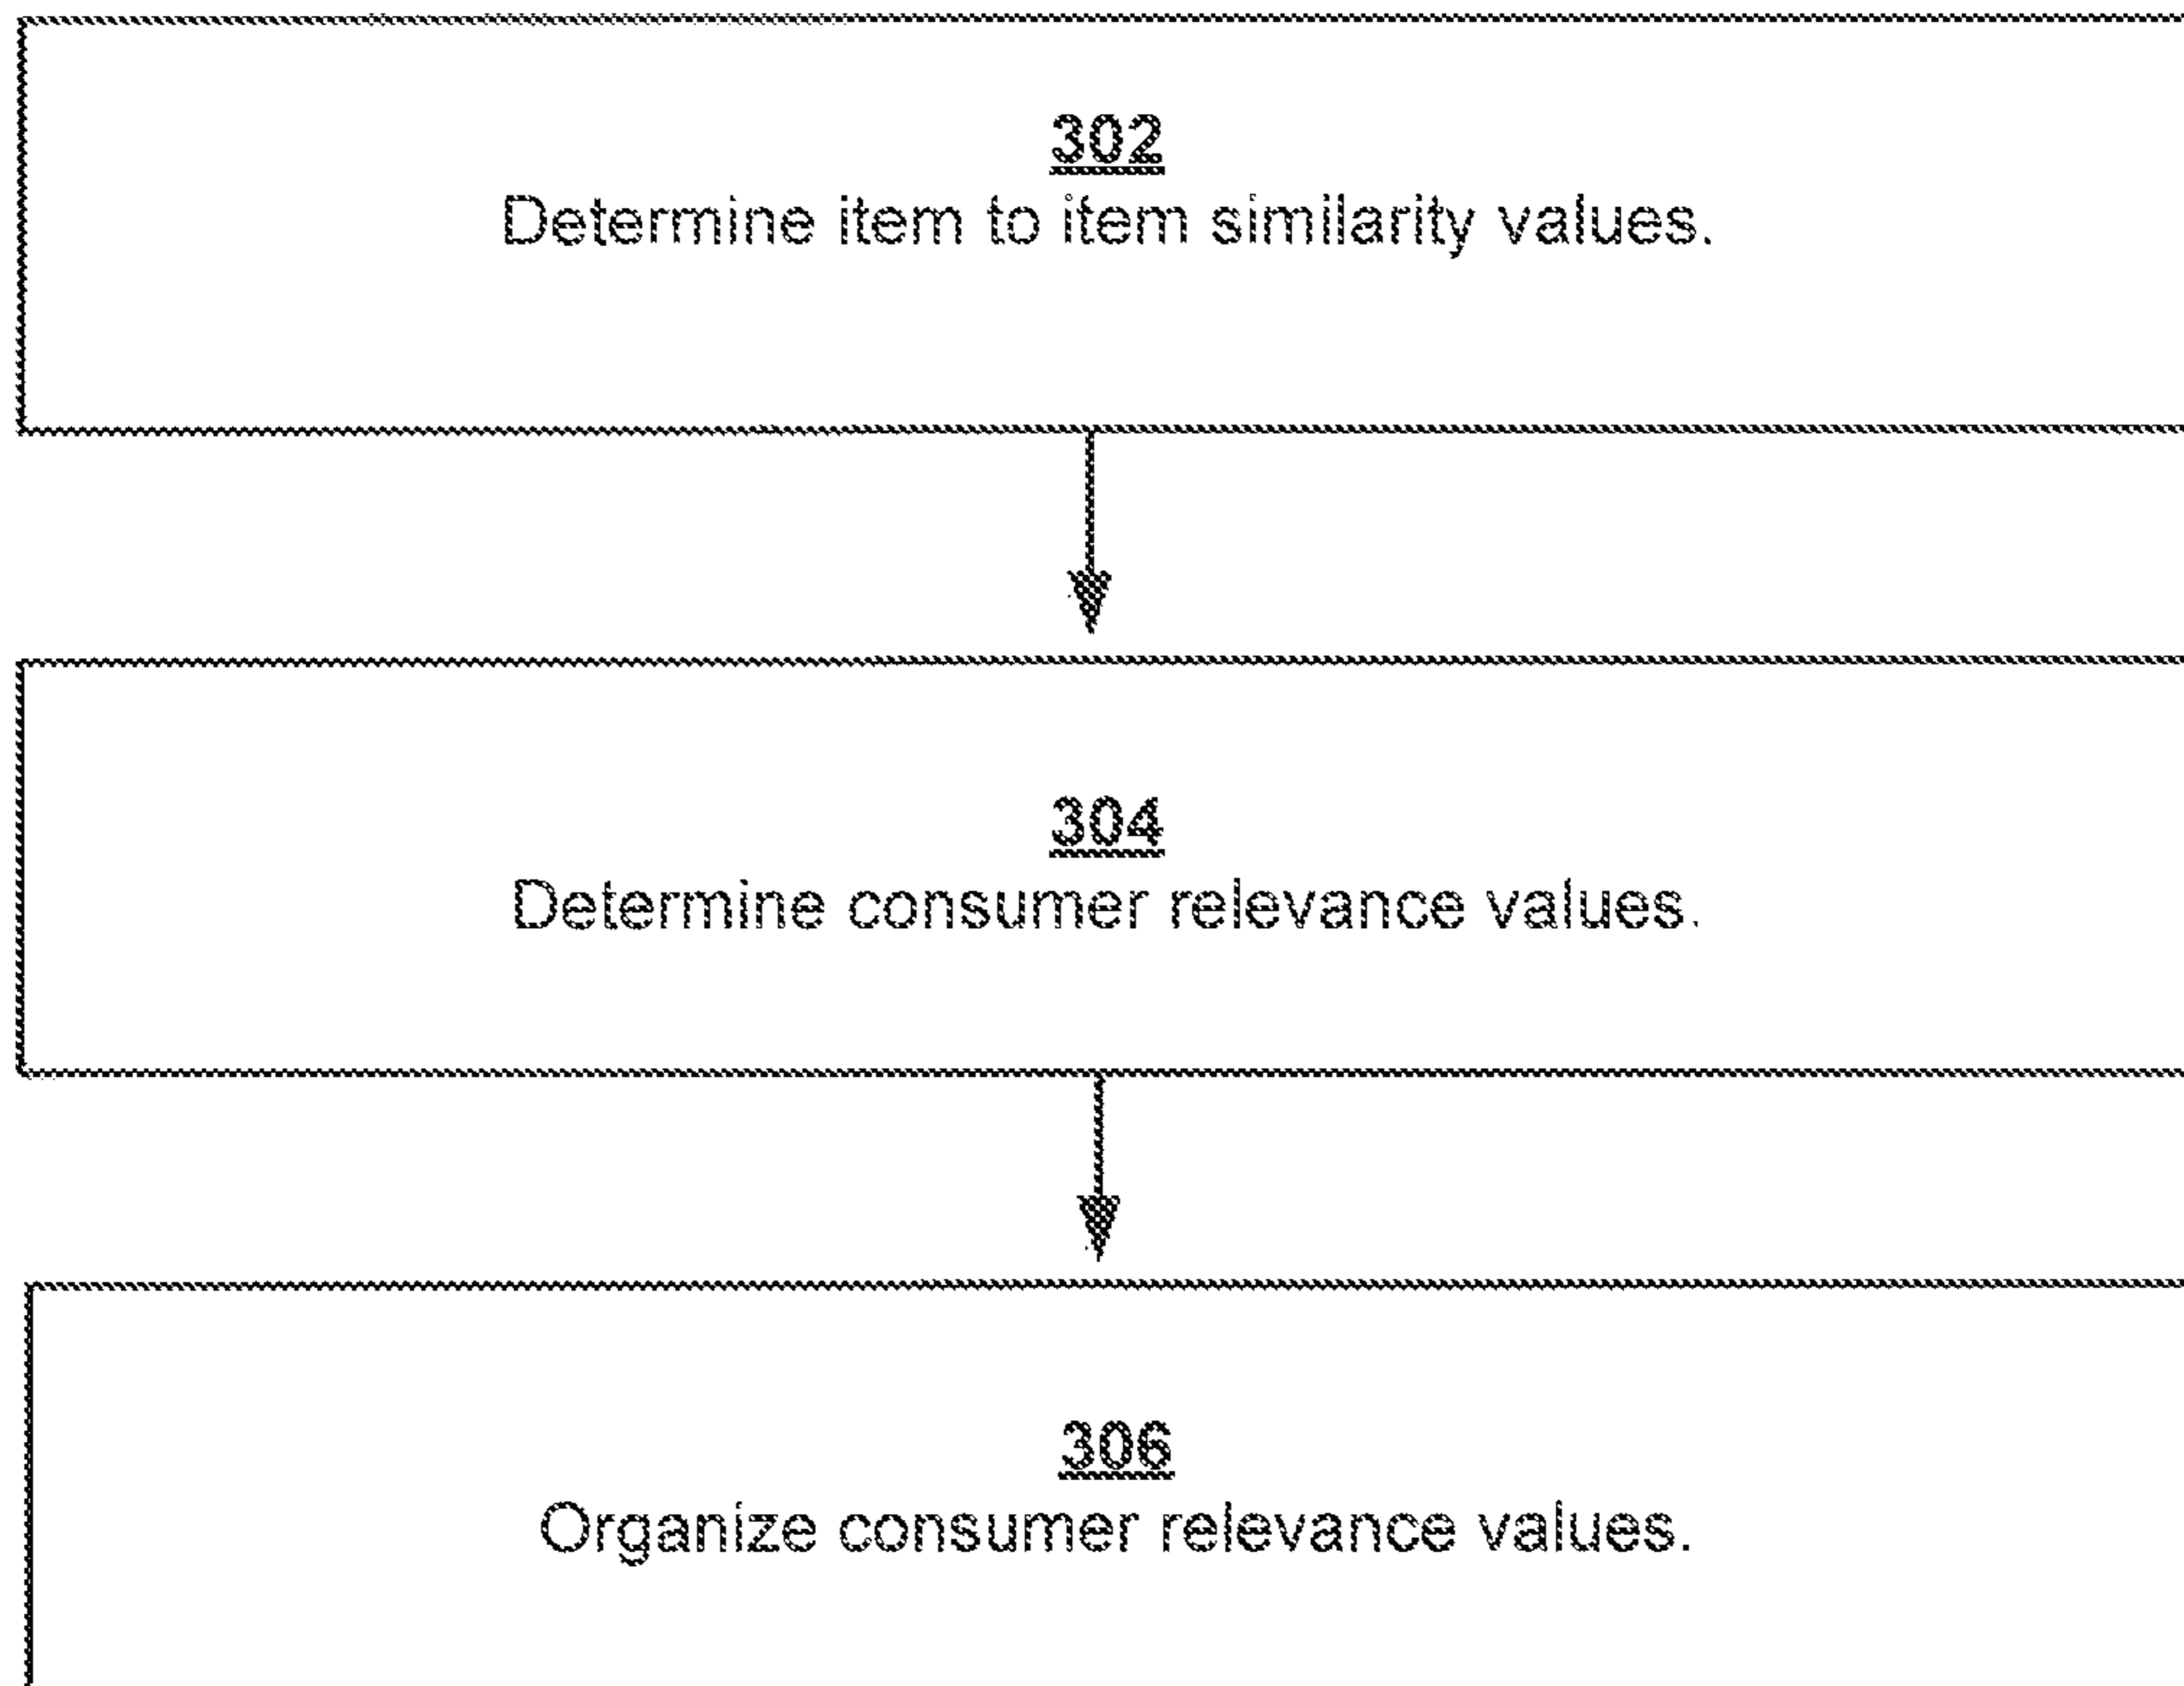 302
Determine item to item similarity values.
304
Determine consumer relevance values.
306
Organize consumer relevance values.